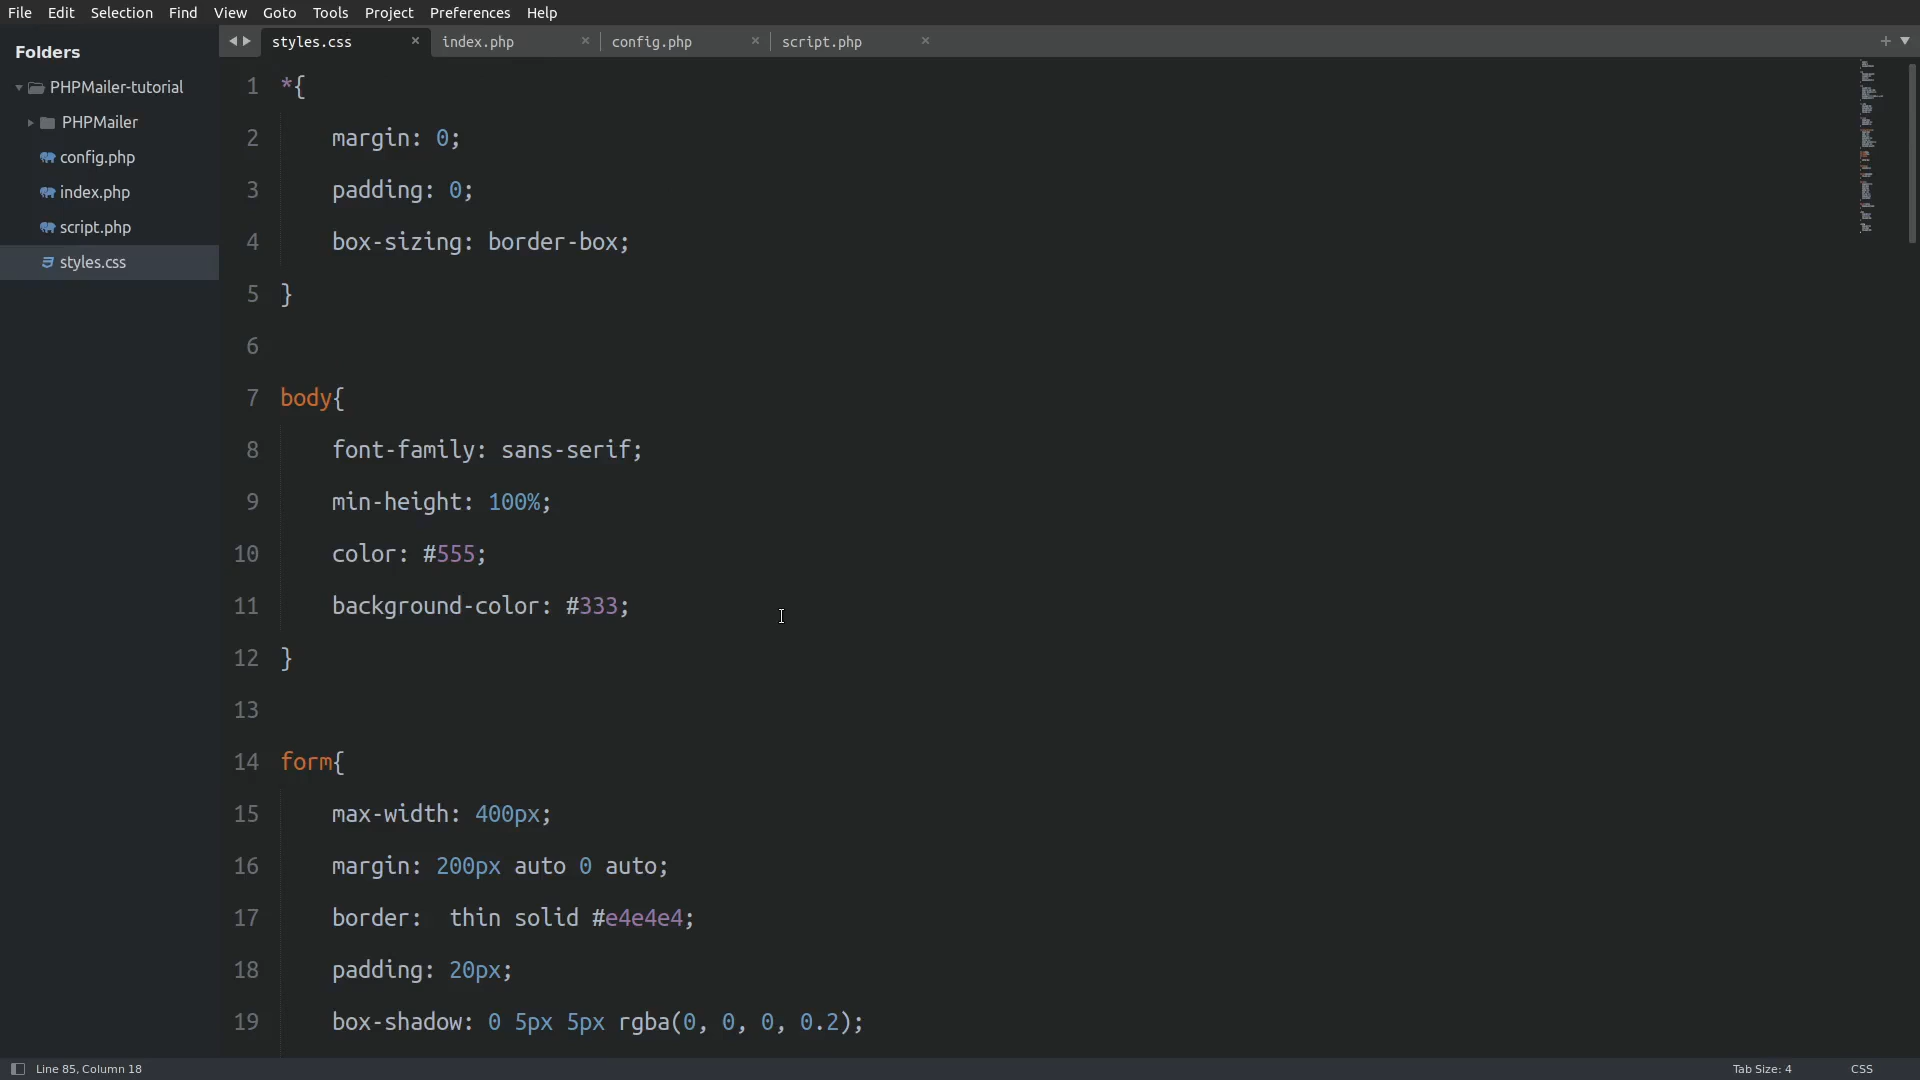 File Edit Selection Find View Goto Tools Project Preferences Help
Folders
PHPMailer-tutorial
PHPMailer
config.php
index.php
script.php
styles.css
styles.css × index.php × config.php × script.php ×
1 *{
2 margin: 0;
3 padding: 0;
4 box-sizing: border-box;
5 }
6
7 body{
8 font-family: sans-serif;
9 min-height: 100%;
10 color: #555;
11 background-color: #333;
12 }
13
14 form{
15 max-width: 400px;
16 margin: 200px auto 0 auto;
17 border:  thin solid #e4e4e4;
18 padding: 20px;
19 box-shadow: 0 5px 5px rgba(0, 0, 0, 0.2);
Line 85, Column 18 Tab Size: 4 CSS